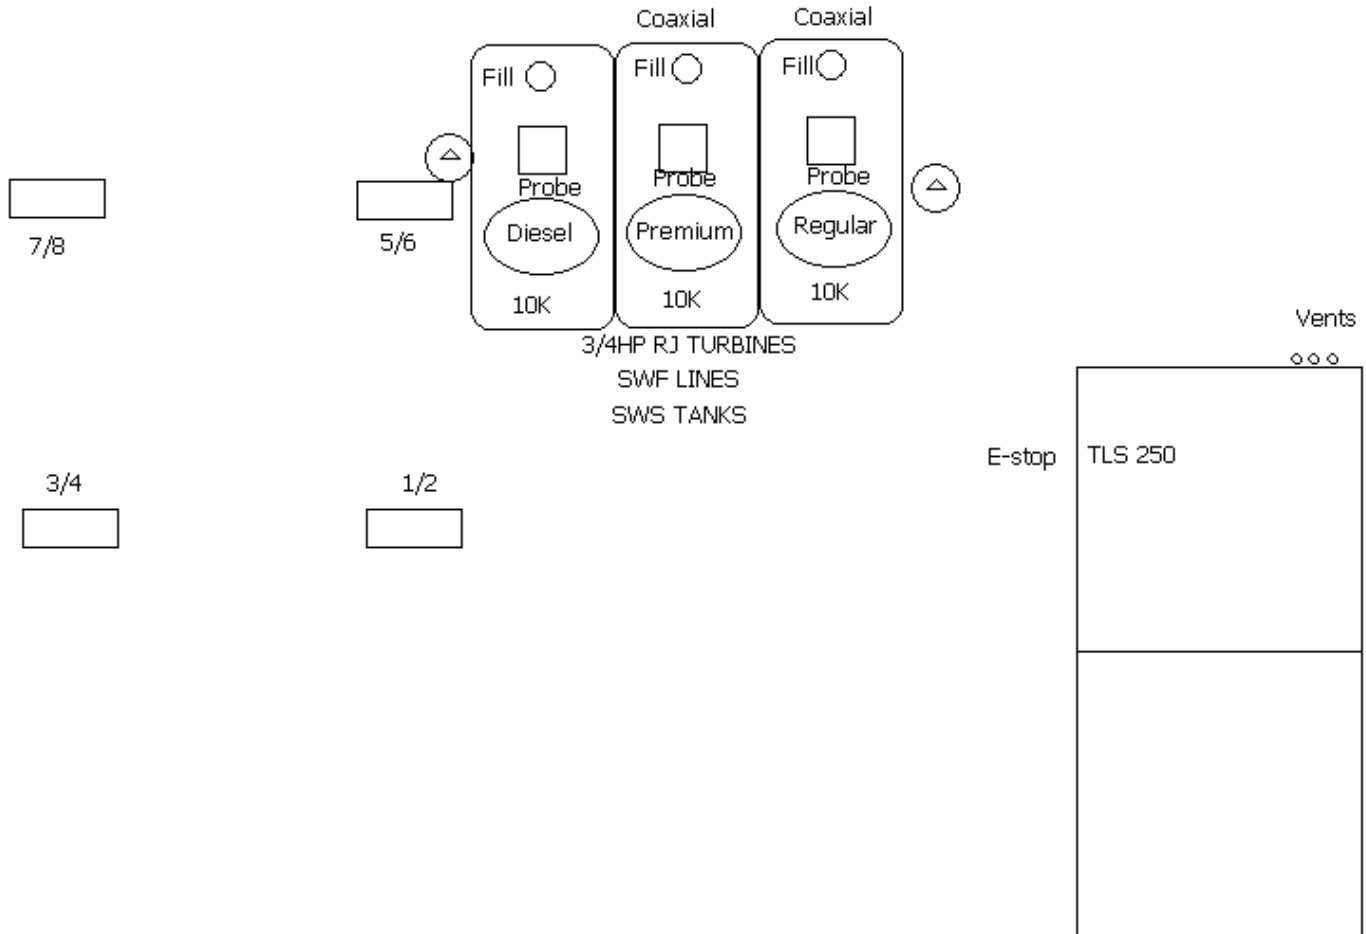 Coaxial
Coaxial
Fill
Fill
Fill
Probe
Probe
Probe
7/8
5/6
Diesel
Premium
Regular
10K
10K
10K
Vents
3/4HP RJ TURBINES
SWF LINES
SWS TANKS
E-stop
TLS 250
3/4
1/2